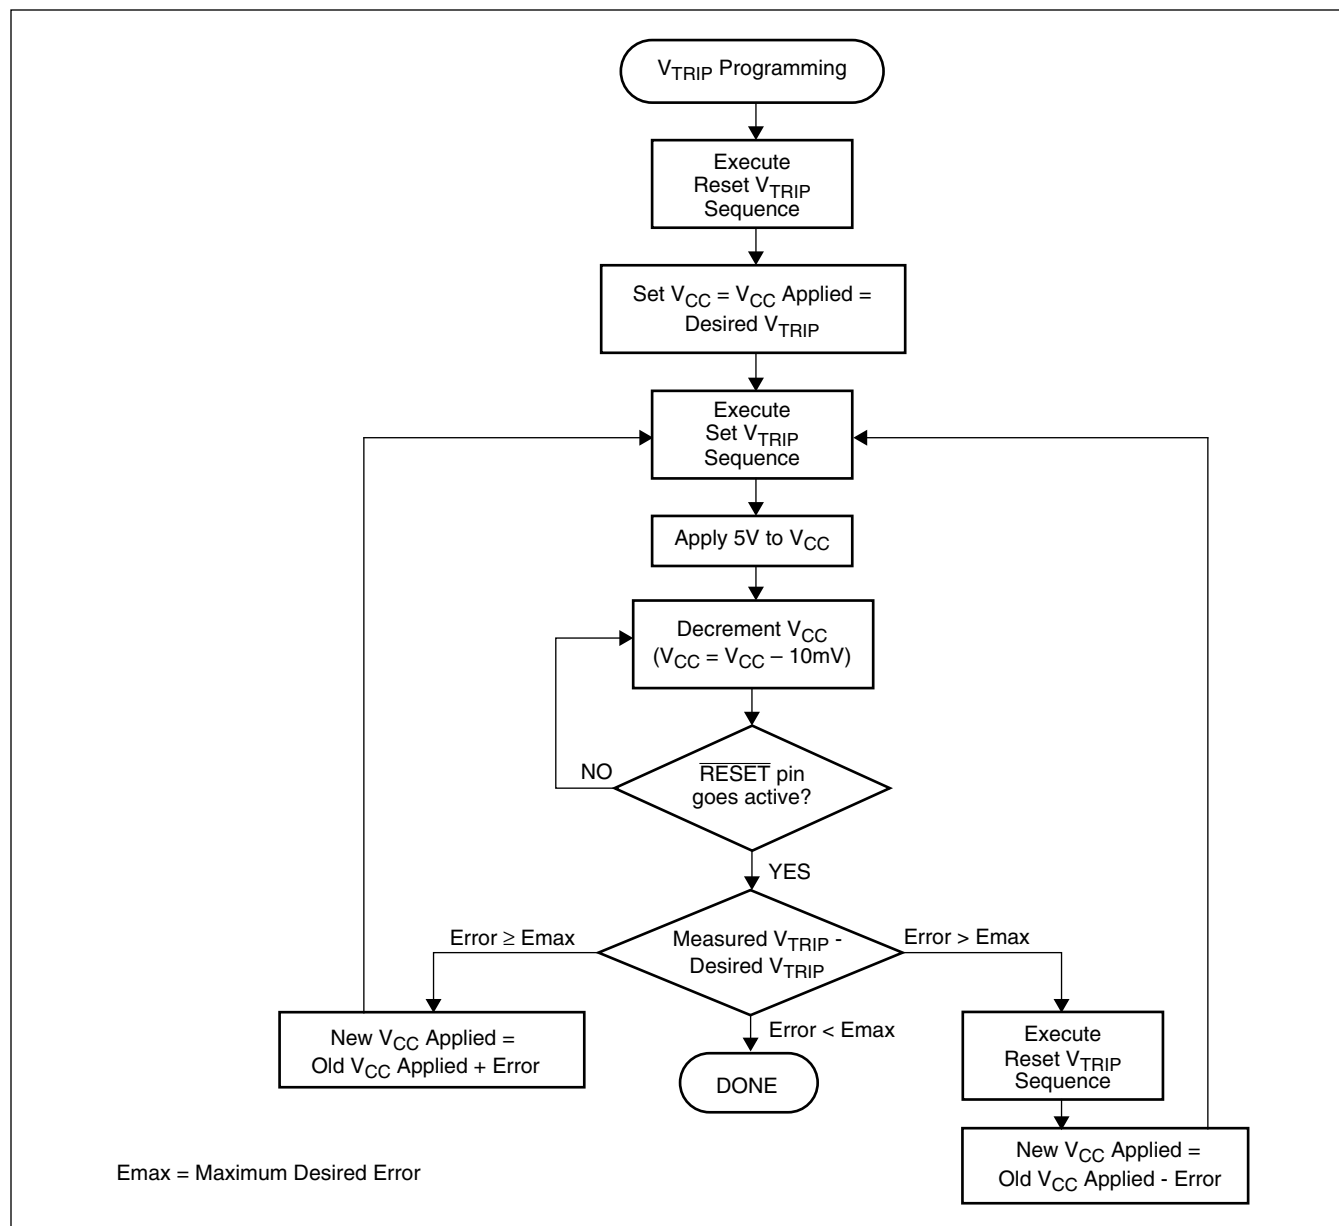 V_TRIP Programming
Execute
Reset V_TRIP
Sequence
Set V_CC = V_CC Applied =
Desired V_TRIP
Execute
Set V_TRIP
Sequence
Apply 5V to V_CC
Decrement V_CC
(V_CC = V_CC – 10mV)
NO
R̅E̅S̅E̅T̅ pin
goes active?
YES
Error ≥ Emax
Measured V_TRIP -
Desired V_TRIP
Error > Emax
New V_CC Applied =
Old V_CC Applied + Error
Error < Emax
DONE
Execute
Reset V_TRIP
Sequence
New V_CC Applied =
Old V_CC Applied - Error
Emax = Maximum Desired Error